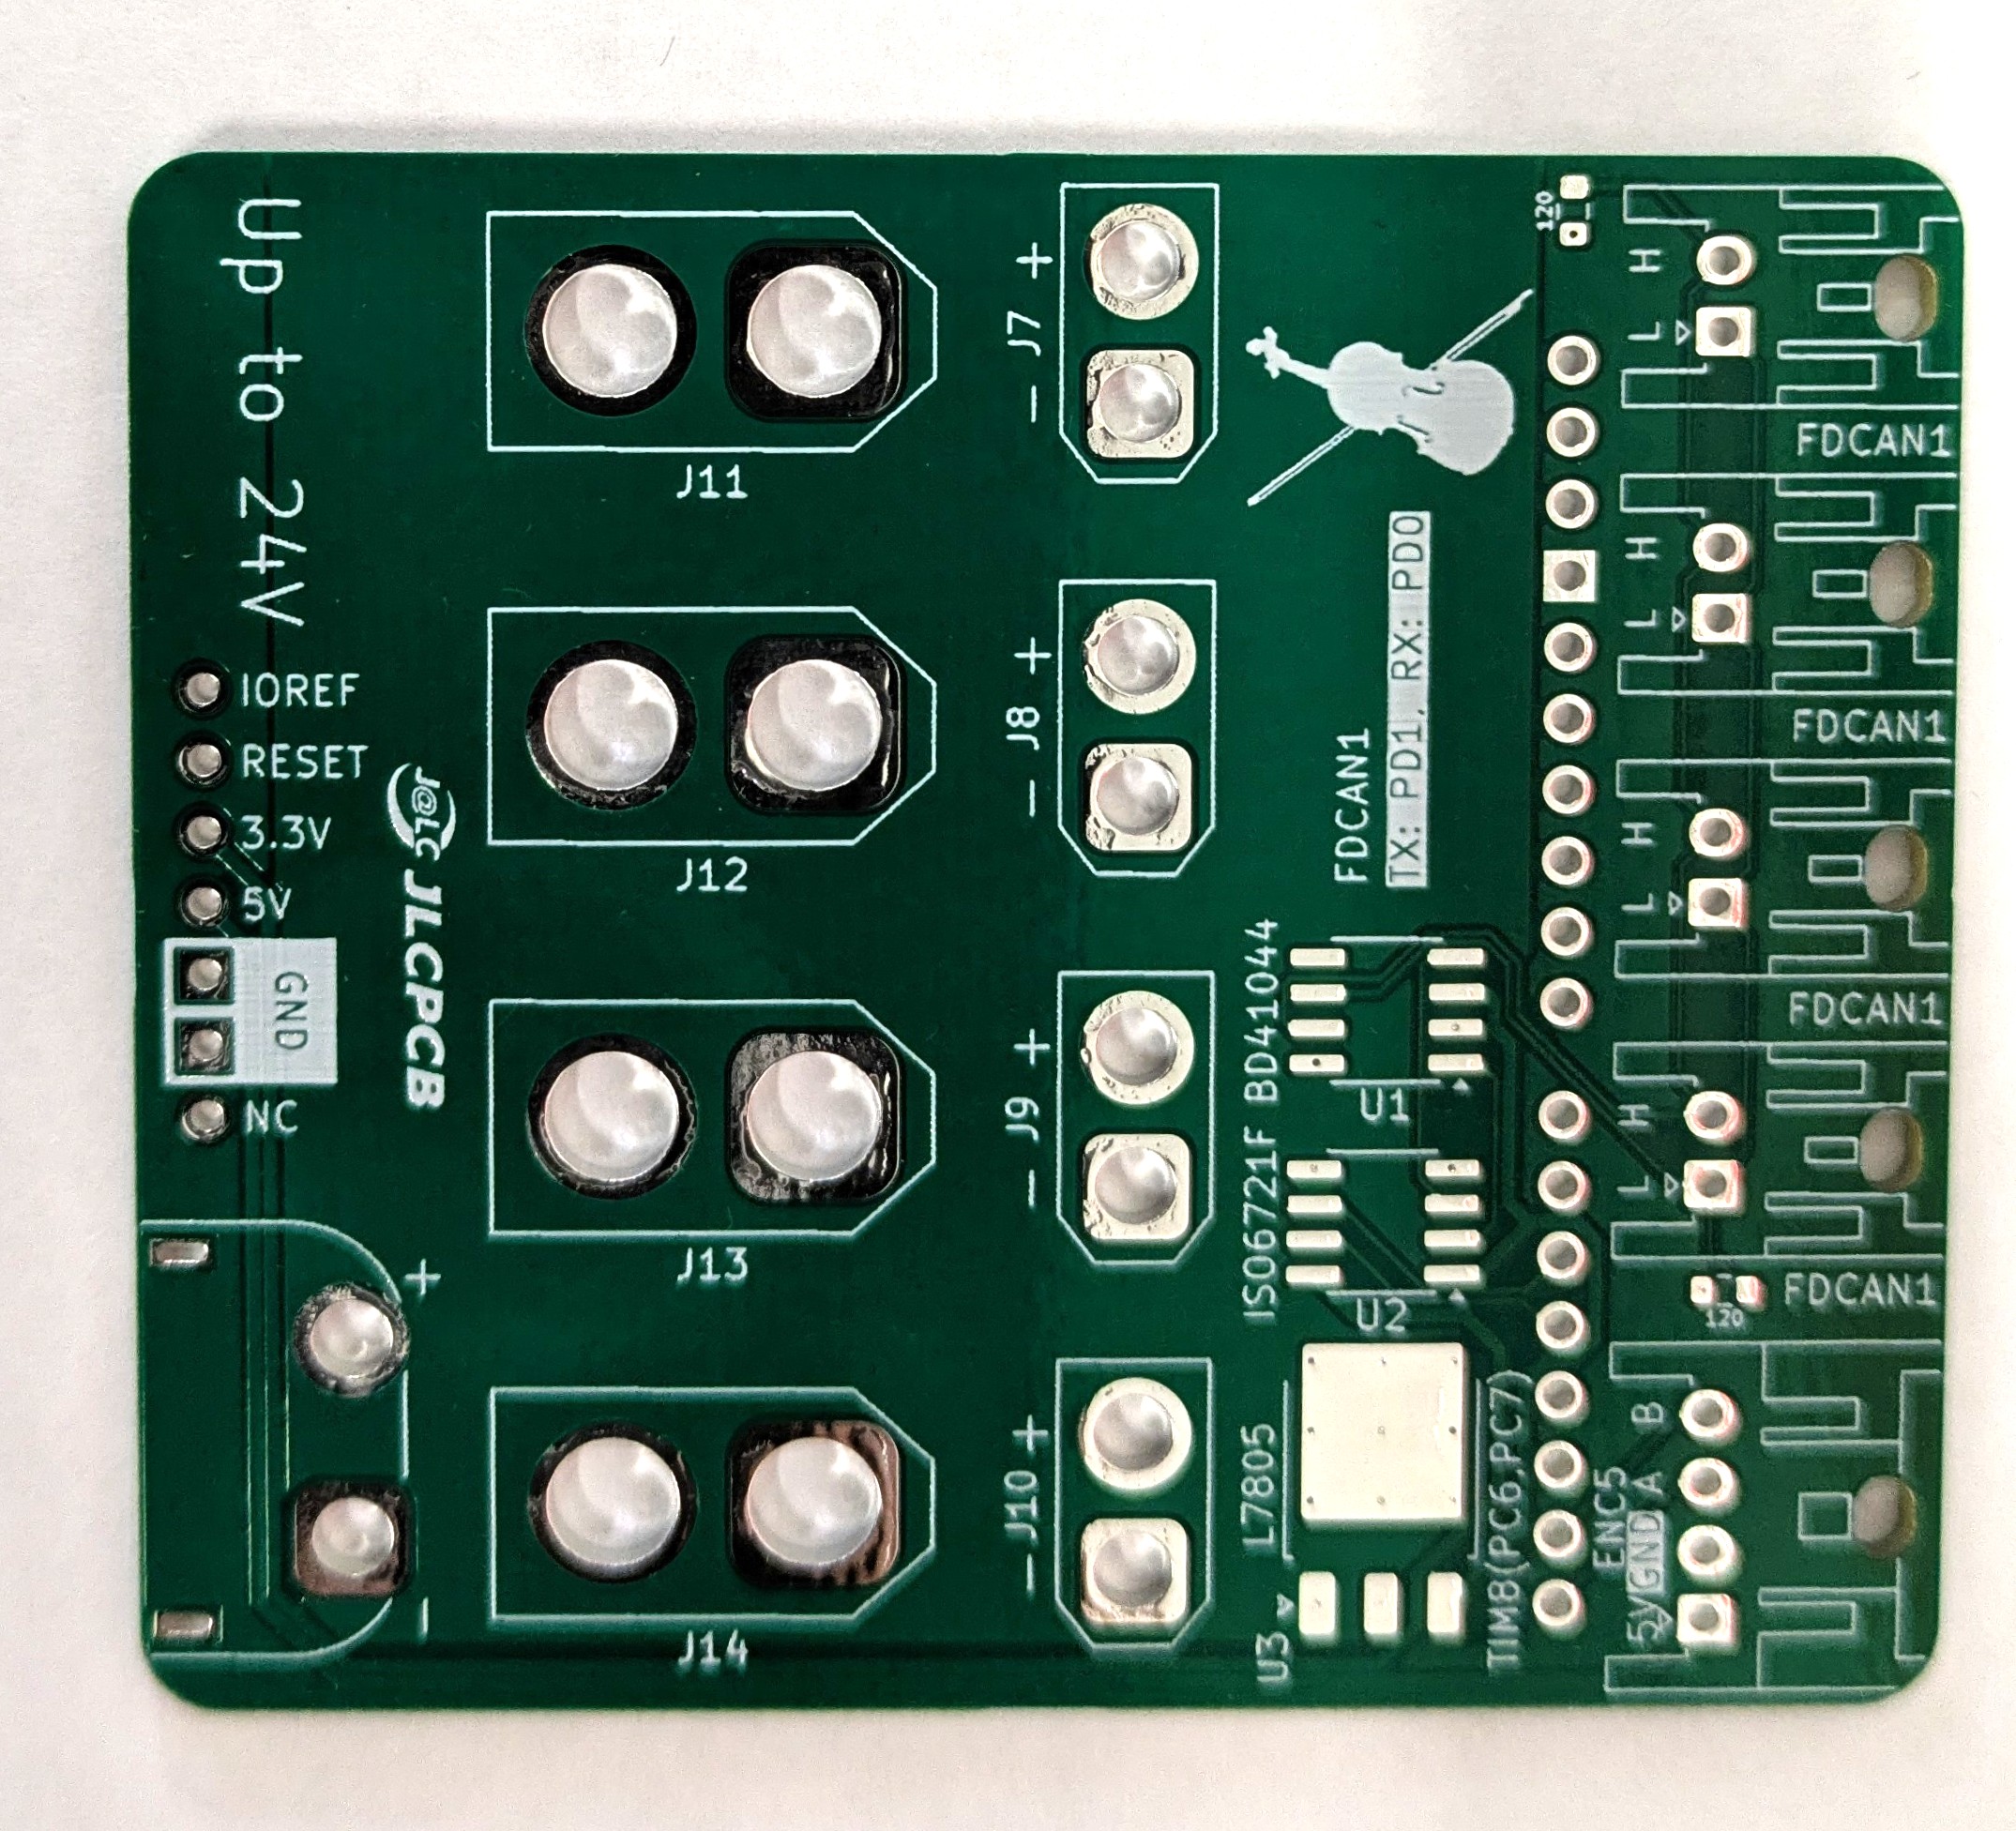 Up to 24V
IOREF
RESET
3.3V
5V
GND
NC
+
-
J@LC JLCPCB
J11
J12
J13
J14
- J7 +
- J8 +
- J9 +
- J10 +
FDCAN1
TX: PD1, RX: PD0
ISO6721F BD41044
U1
U2
L7805
U3
TIM8(PC6,PC7)
ENC5
5V GND A B
120
L H
FDCAN1
L H
FDCAN1
L H
FDCAN1
L H
FDCAN1
120